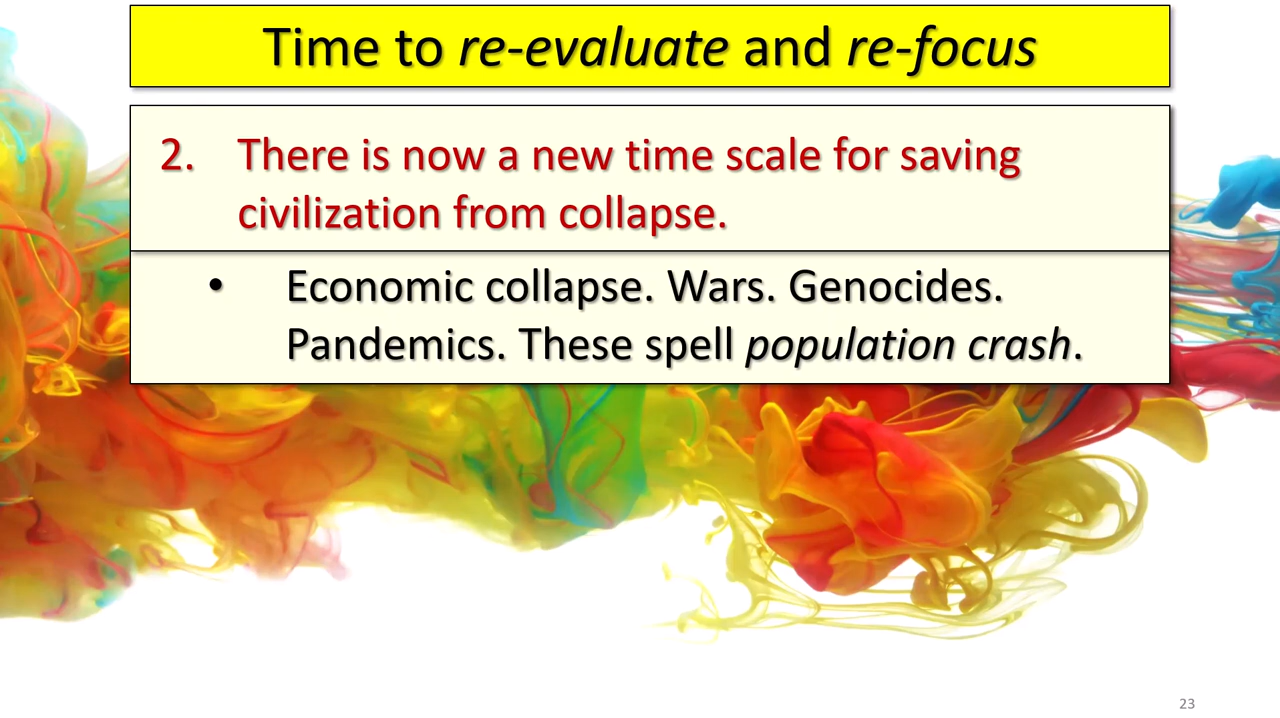 Time to re-evaluate and re-focus
2. There is now a new time scale for saving
civilization from collapse.
• Economic collapse. Wars. Genocides.
Pandemics. These spell population crash.
23